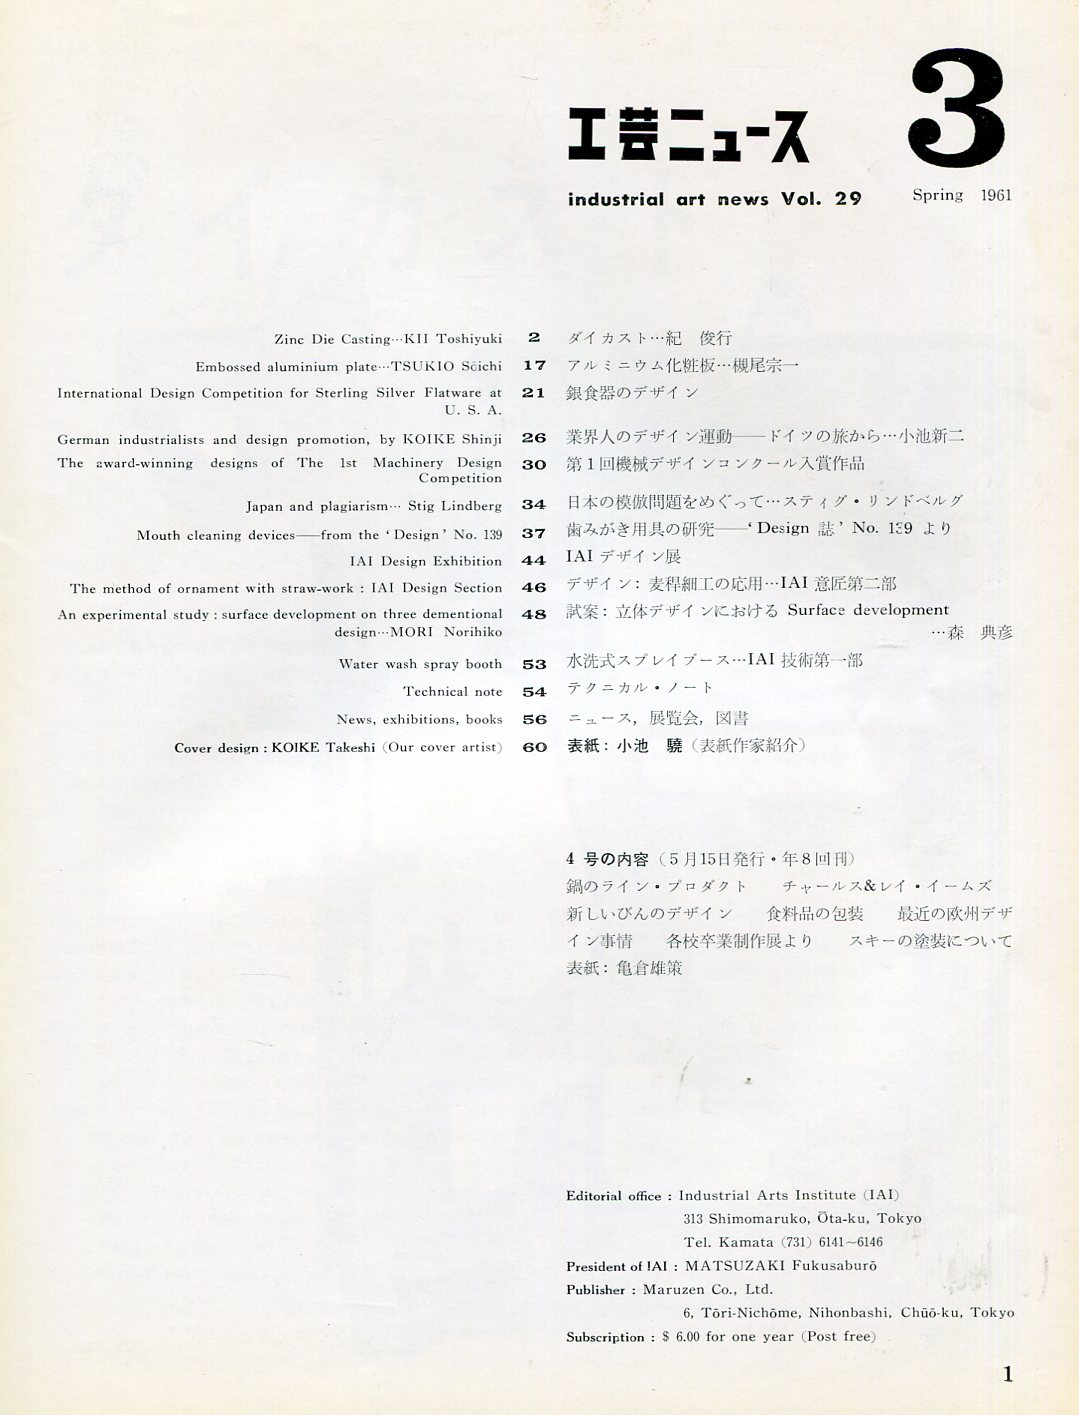 工芸ニュース
3
industrial art news Vol. 29
Spring 1961
Zinc Die Casting…KII Toshiyuki 2 ダイカスト…紀 俊行
Embossed aluminium plate…TSUKIO Sōichi 17 アルミニウム化粧板…槻尾宗一
International Design Competition for Sterling Silver Flatware at 21 銀食器のデザイン
U. S. A.
German industrialists and design promotion, by KOIKE Shinji 26 業界人のデザイン運動——ドイツの旅から…小池新二
The award-winning designs of The 1st Machinery Design 30 第1回機械デザインコンクール入賞作品
Competition
Japan and plagiarism… Stig Lindberg 34 日本の模倣問題をめぐって…スティグ・リンドベルグ
Mouth cleaning devices——from the ‘Design’ No. 139 37 歯みがき用具の研究——‘Design 誌’ No. 139 より
IAI Design Exhibition 44 IAI デザイン展
The method of ornament with straw-work : IAI Design Section 46 デザイン: 麦稈細工の応用…IAI 意匠第二部
An experimental study : surface development on three dementional 48 試案: 立体デザインにおける Surface development
design…MORI Norihiko …森 典彦
Water wash spray booth 53 水洗式スプレイブース…IAI 技術第一部
Technical note 54 テクニカル・ノート
News, exhibitions, books 56 ニュース, 展覧会, 図書
Cover design : KOIKE Takeshi (Our cover artist) 60 表紙: 小池 驍（表紙作家紹介）
4 号の内容（5月15日発行・年8回刊）
鍋のライン・プロダクト チャールス&レイ・イームズ
新しいびんのデザイン 食料品の包装 最近の欧州デザ
イン事情 各校卒業制作展より スキーの塗装について
表紙: 亀倉雄策
Editorial office : Industrial Arts Institute (IAI)
313 Shimomaruko, Ōta-ku, Tokyo
Tel. Kamata (731) 6141~6146
President of IAI : MATSUZAKI Fukusaburō
Publisher : Maruzen Co., Ltd.
6, Tōri-Nichōme, Nihonbashi, Chūō-ku, Tokyo
Subscription : $ 6.00 for one year (Post free)
1